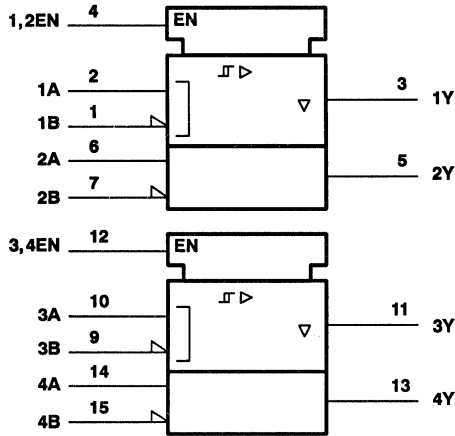 1,2EN 4 EN
1A 2
3 1Y
1B 1
2A 6
5 2Y
2B 7
3,4EN 12 EN
3A 10
11 3Y
3B 9
4A 14
13 4Y
4B 15